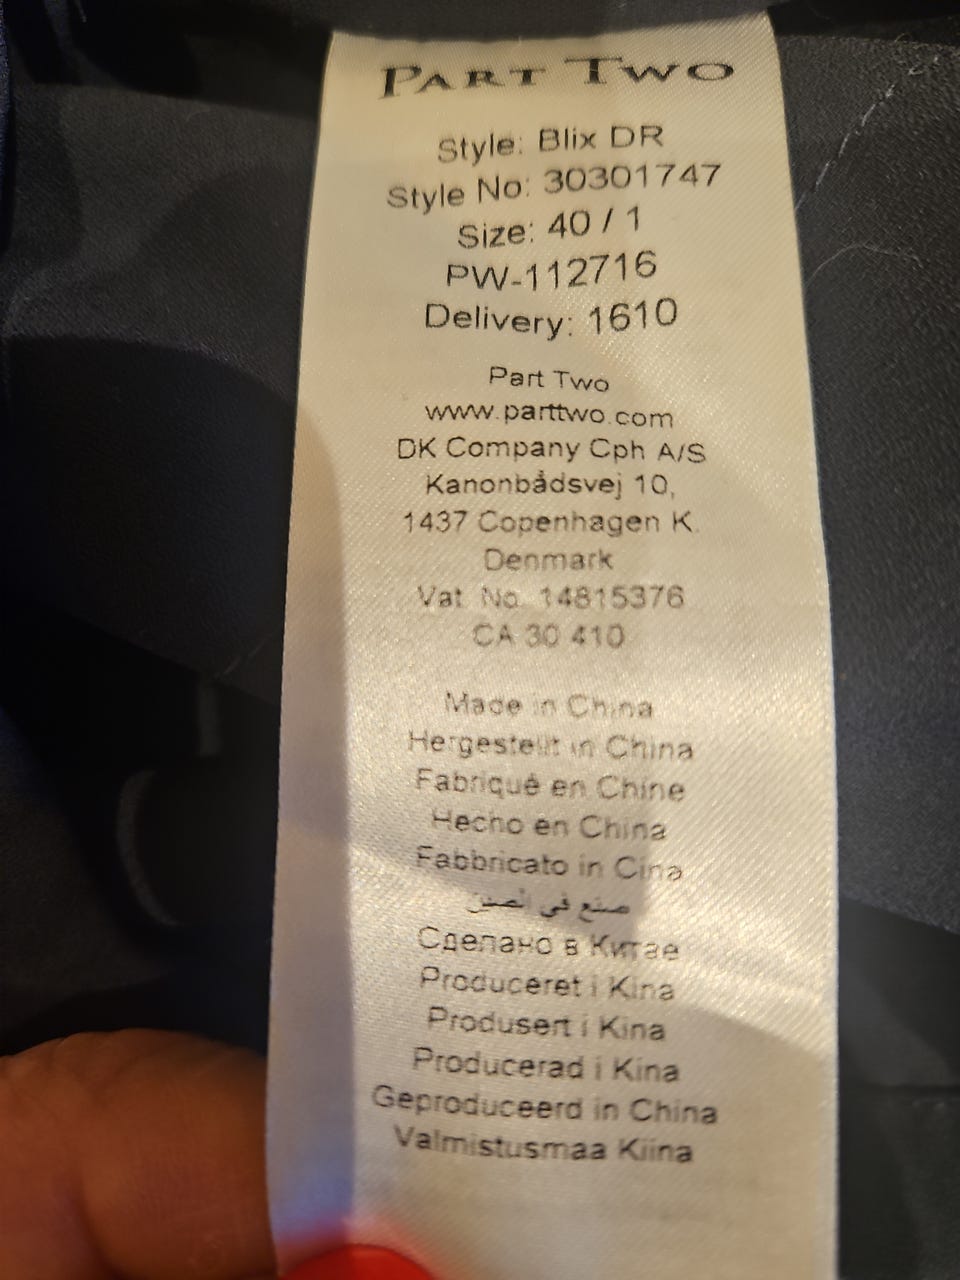 PART TWO
Style: Blix DR
Style No: 30301747
Size: 40 / 1
PW-112716
Delivery: 1610
Part Two
www.parttwo.com
DK Company Cph A/S
Kanonbådsvej 10,
1437 Copenhagen K.
Denmark
Vat. No. 14815376
CA 30 410
Made in China
Hergestellt in China
Fabriqué en Chine
Hecho en China
Fabbricato in Cina
صنع في الصين
Сделано в Китае
Produceret i Kina
Produsert i Kina
Producerad i Kina
Geproduceerd in China
Valmistusmaa Kiina